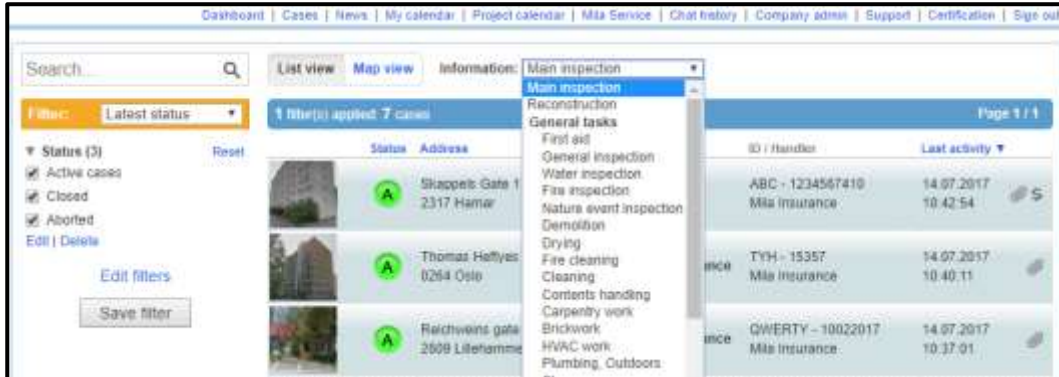 Dashboard | Cases | News | My calendar | Project calendar | Mila Service | Chat history | Company admin | Support | Certification | Sign out
Search...
List view Map view Information: Main inspection
Filter: Latest status
Main inspection
Reconstruction
General tasks
First aid
General inspection
Water inspection
Fire inspection
Nature event inspection
Demolition
Drying
Fire cleaning
Cleaning
Contents handling
Carpentry work
Brickwork
HVAC work
Plumbing, Outdoors
1 filter(s) applied: 7 cases
Page 1 / 1
Status (3) Reset
Active cases
Closed
Aborted
Edit | Delete
Edit filters
Save filter
Status Address ID / Handler Last activity
A Skappels Gate 1 ABC - 1234567410 14.07.2017 S
2317 Hamar Mila Insurance 10:42:54
A Thomas Heftyes TYH - 15357 14.07.2017
0264 Oslo Mila Insurance 10:40:11
A Reichweins gate QWERTY - 10022017 14.07.2017
2609 Lillehamme Mila Insurance 10:37:01